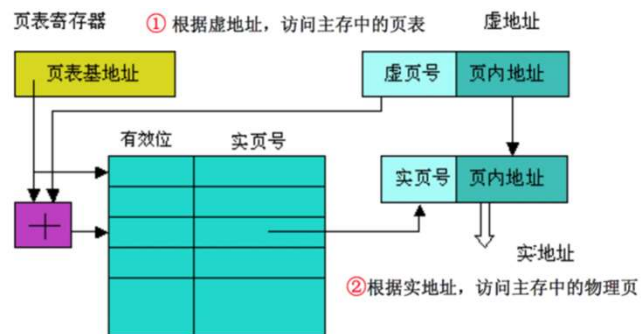 页表寄存器
① 根据虚地址，访问主存中的页表
虚地址
页表基地址
虚页号
页内地址
有效位
实页号
实页号
页内地址
+
实地址
②根据实地址，访问主存中的物理页